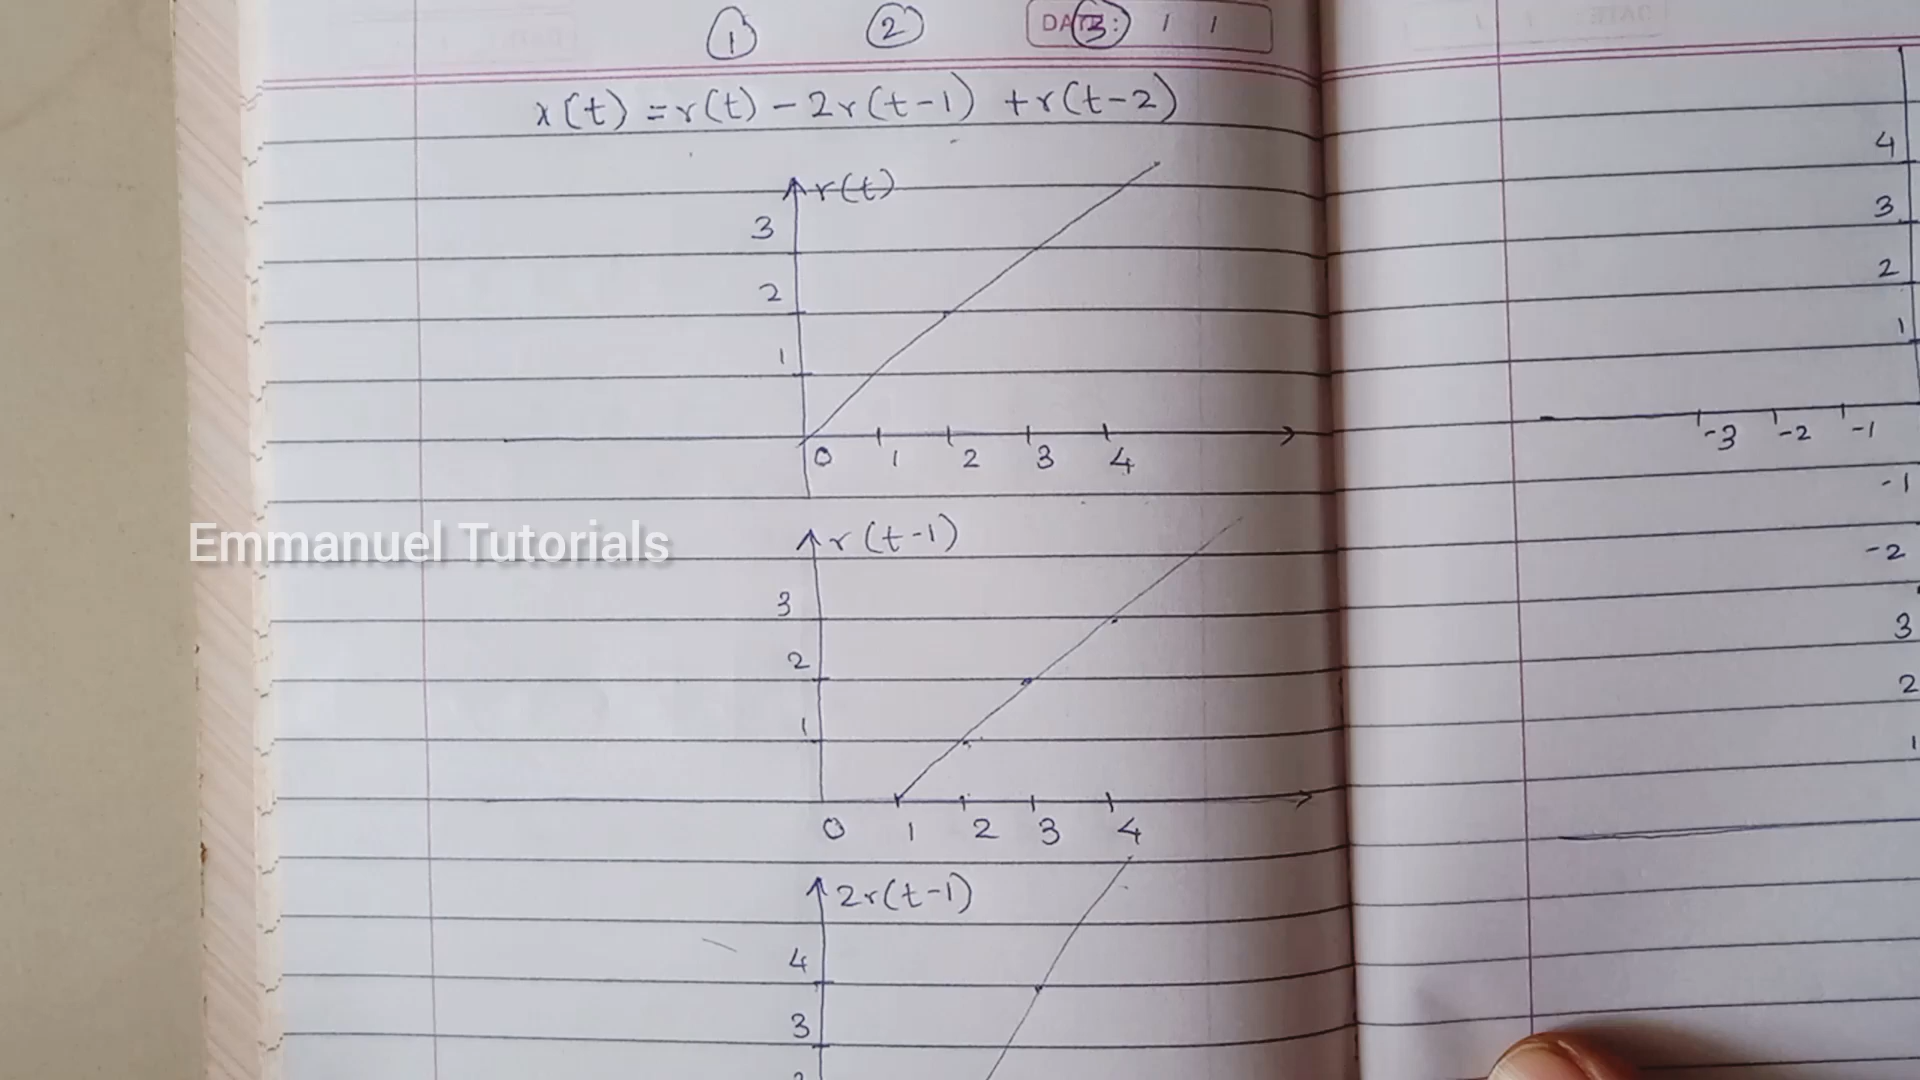 1 2 3
DATE: / /
x(t) = r(t) - 2r(t-1) + r(t-2)
r(t)
3
2
1
0 1 2 3 4
Emmanuel Tutorials
r(t-1)
3
2
1
0 1 2 3 4
2r(t-1)
4
3
4
3
2
1
-3 -2 -1
-1
-2
3
2
1